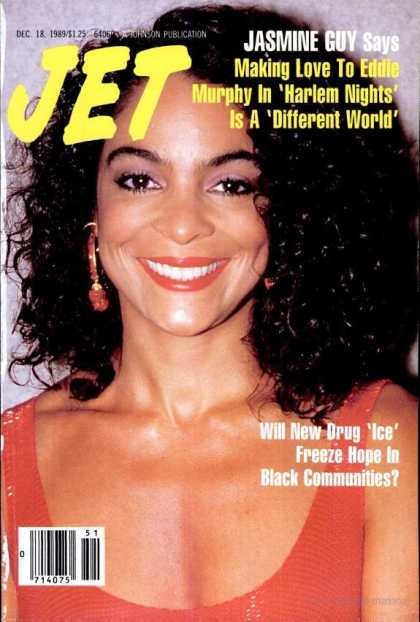 DEC. 18, 1989/$1.25 A JOHNSON PUBLICATION
JET
JASMINE GUY Says
Making Love To Eddie
Murphy In 'Harlem Nights'
Is A 'Different World'
Will New Drug 'Ice'
Freeze Hope In
Black Communities?
51
0
714075